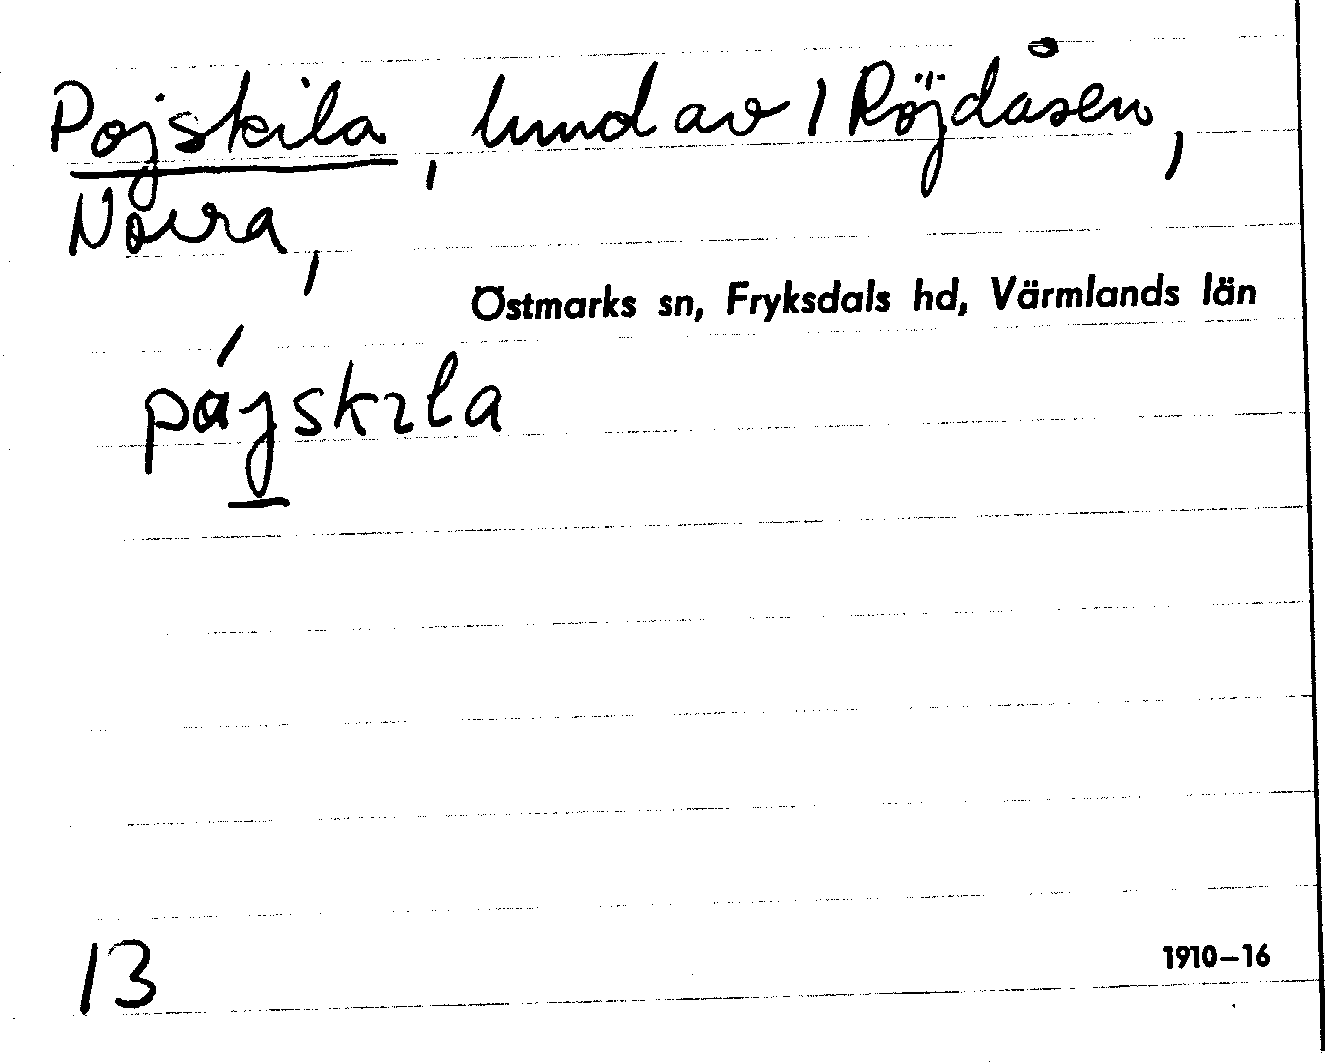 Pojskila, lund av 1 Röjdåsen,
Norra,
Östmarks sn, Fryksdals hd, Värmlands län
pájskıla
13
1910–16